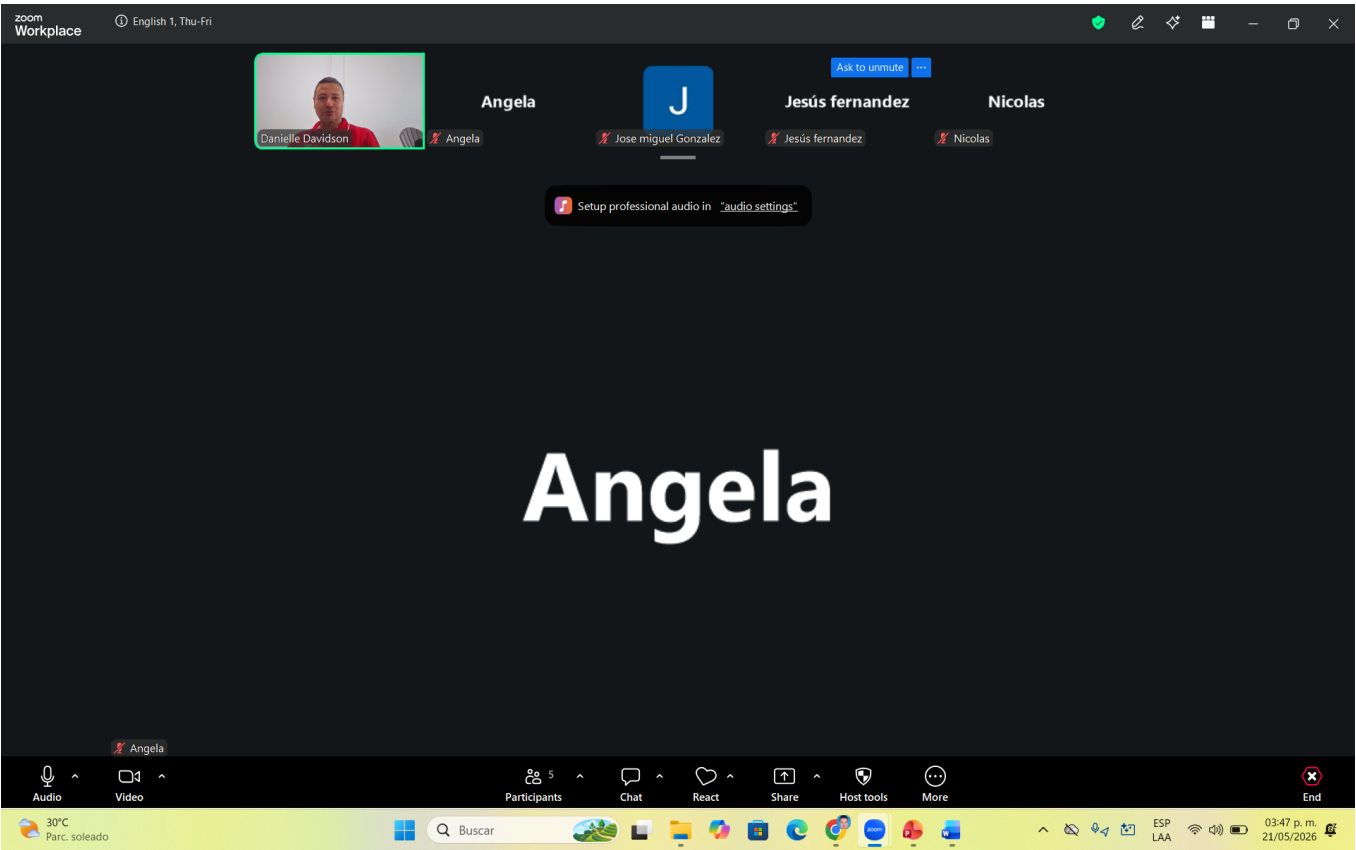 zoom
Workplace
English 1, Thu-Fri
Ask to unmute ...
Angela
J
Jesús fernandez
Nicolas
Danielle Davidson
Angela
Jose miguel Gonzalez
Jesús fernandez
Nicolas
Setup professional audio in "audio settings"
Angela
Angela
5
Audio
Video
Participants
Chat
React
Share
Host tools
More
End
30°C
Parc. soleado
Buscar
zoom
ESP
LAA
03:47 p. m.
21/05/2026